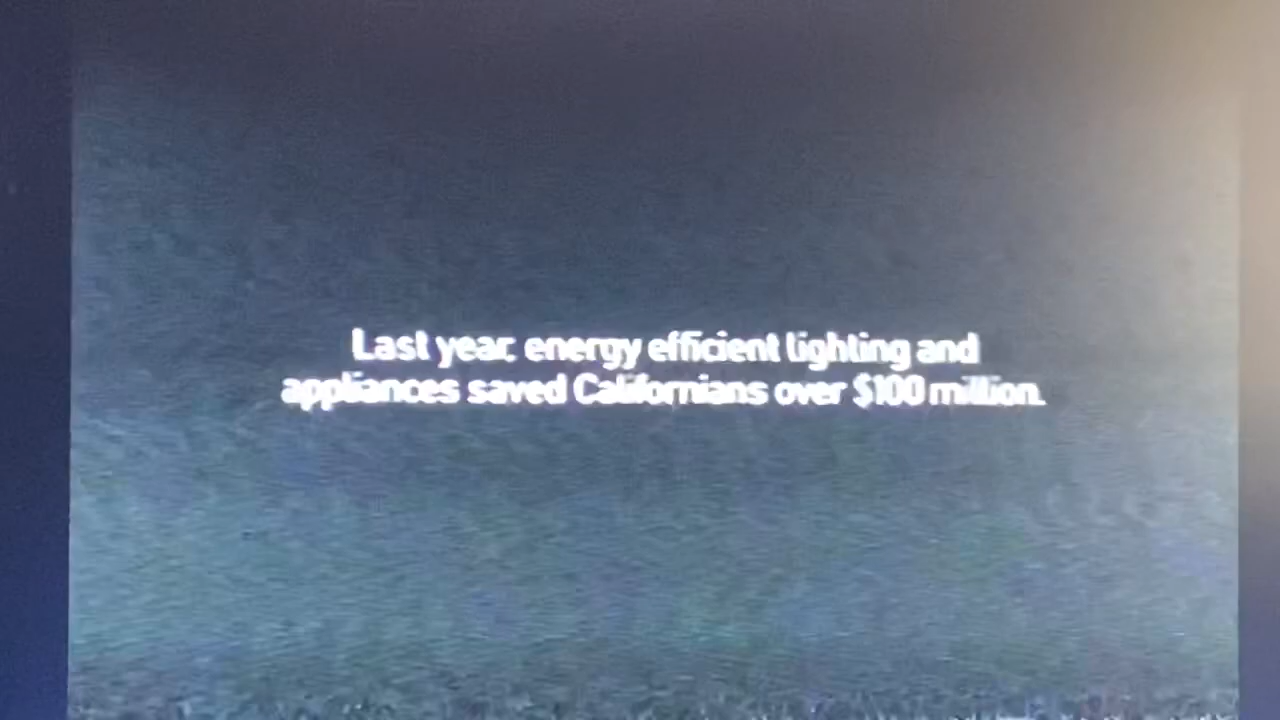 Last year, energy efficient lighting and
appliances saved Californians over $100 million.